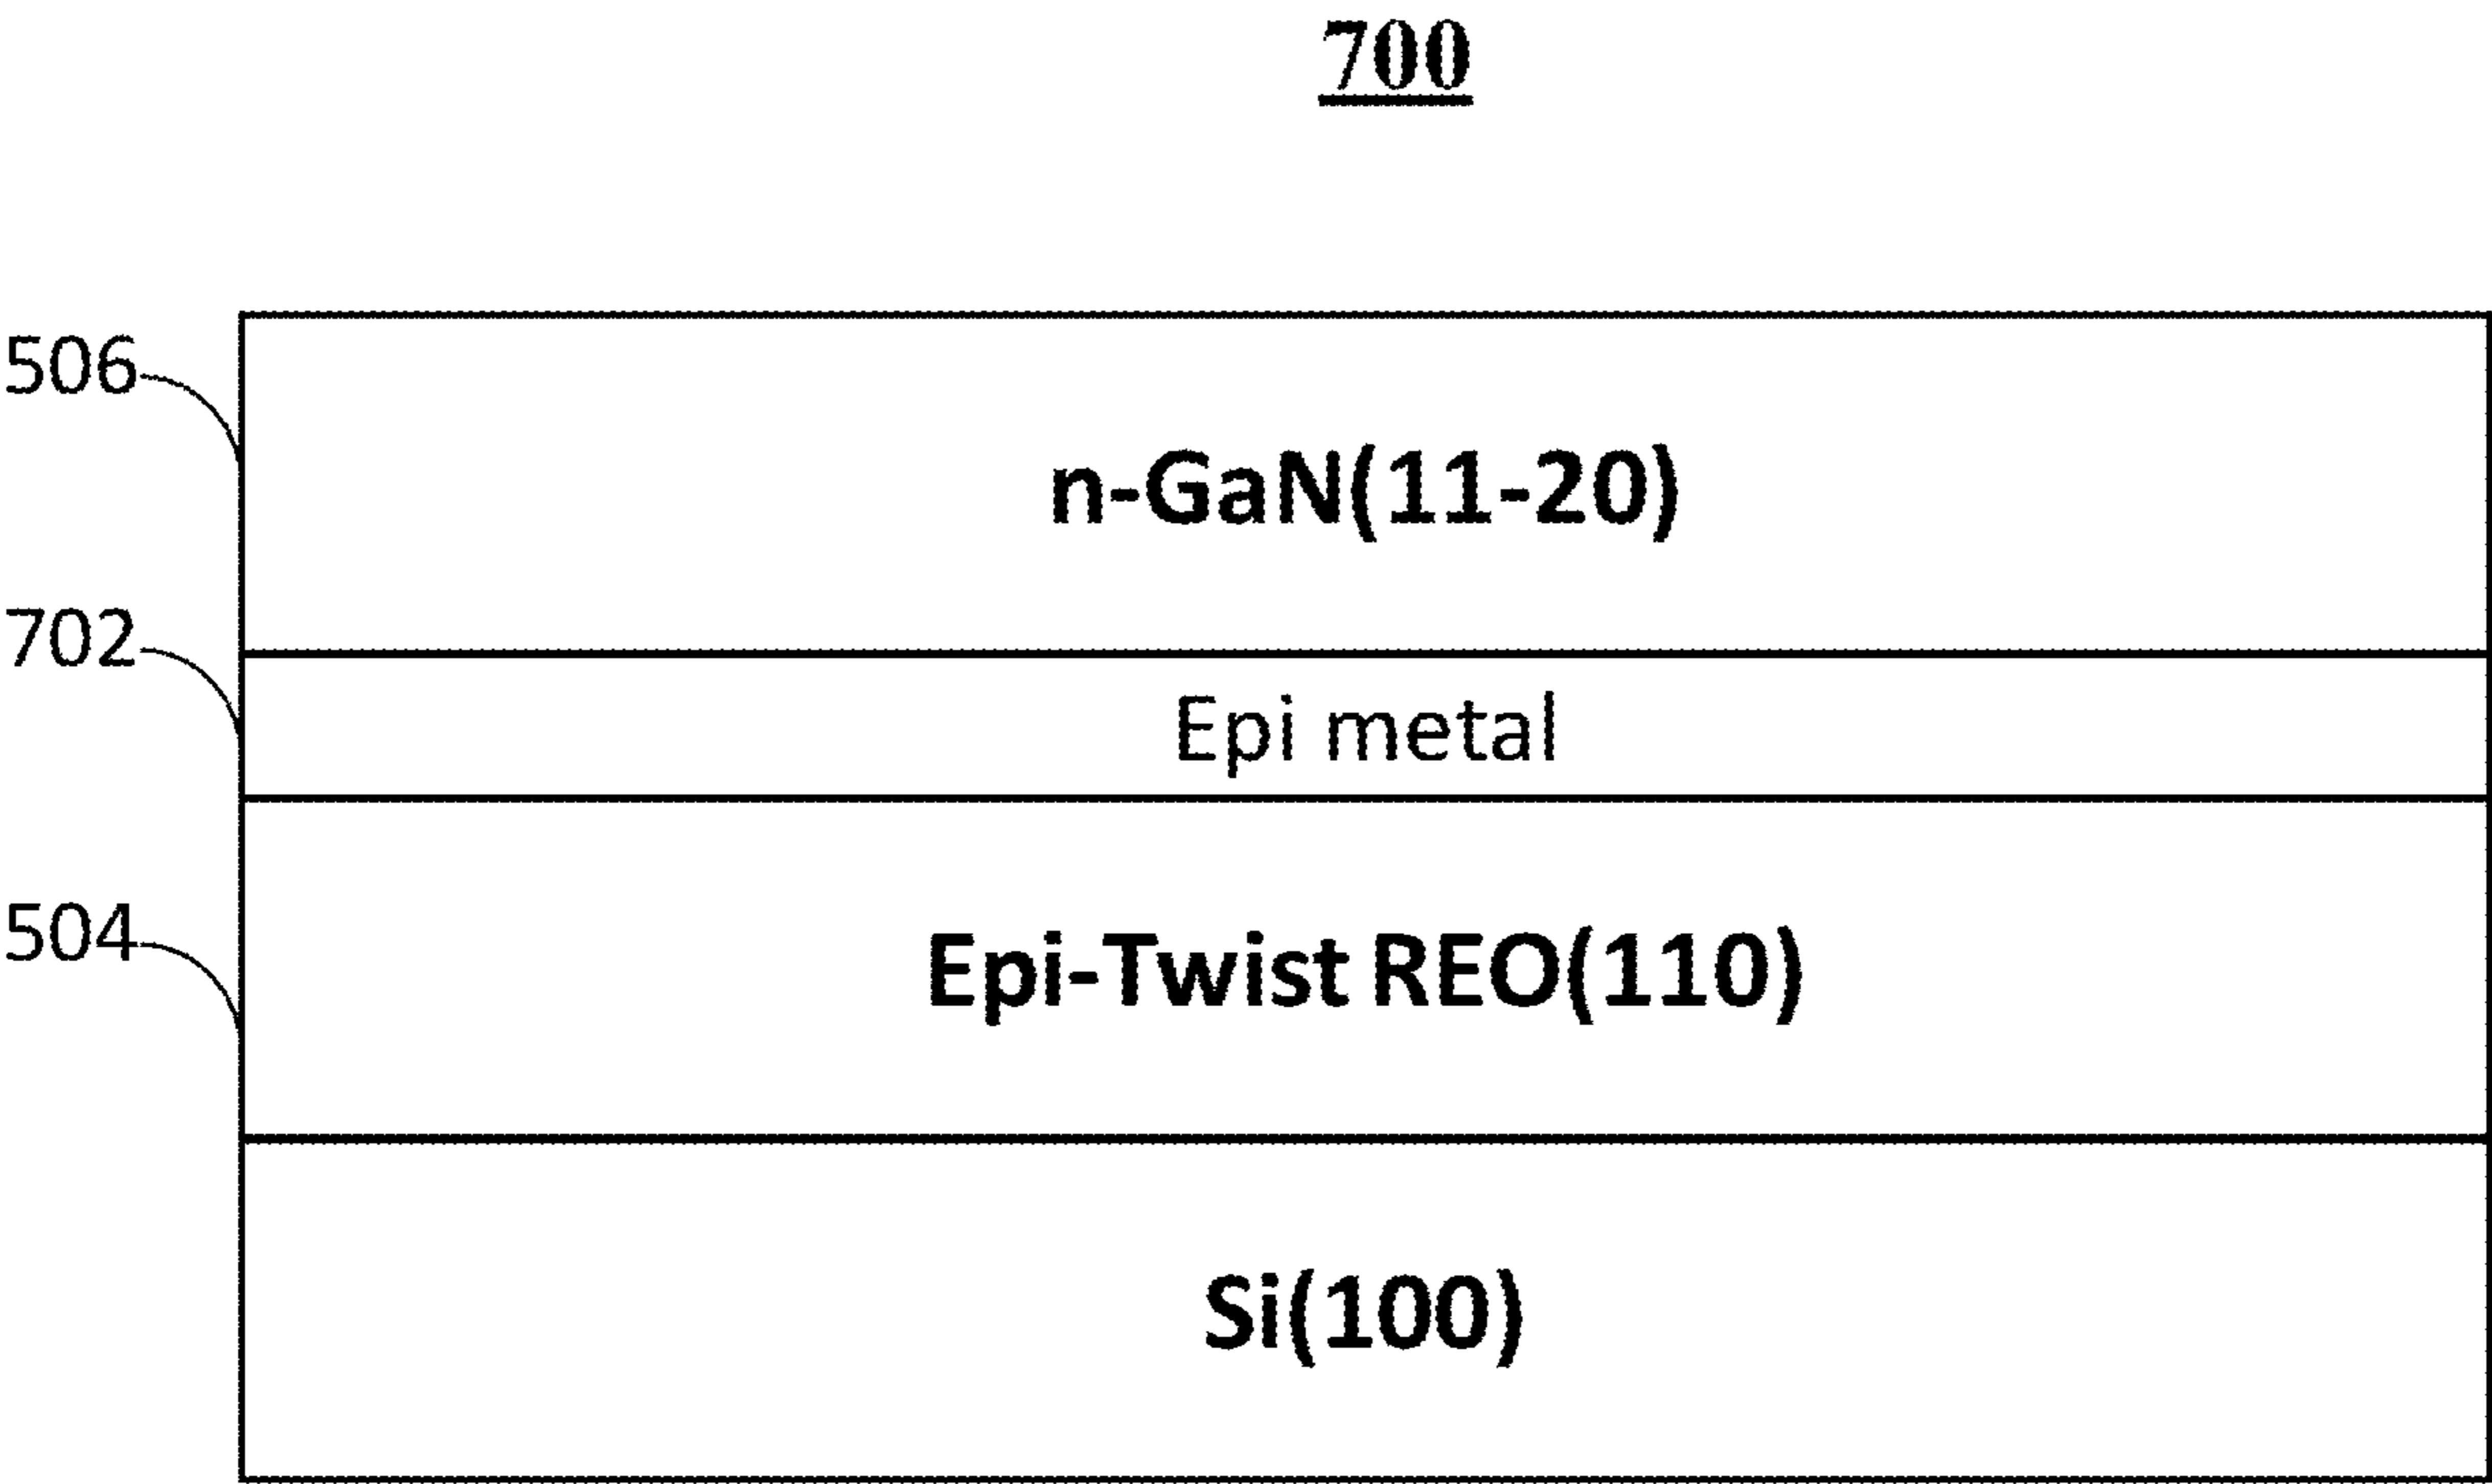 700
506
n-GaN(11-20)
702
Epi metal
504
Epi-Twist REO(110)
Si(100)